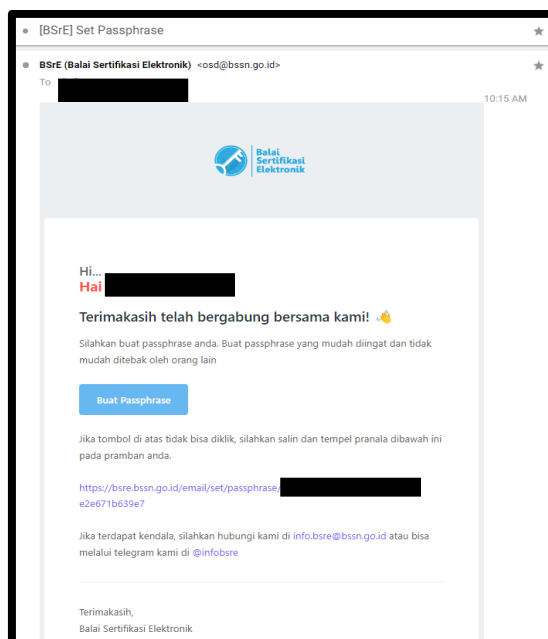 [BSrE] Set Passphrase
BSrE (Balai Sertifikasi Elektronik) <osd@bssn.go.id>
To
10:15 AM
Balai
Sertifikasi
Elektronik
Hi...
Hai
Terimakasih telah bergabung bersama kami! 👋
Silahkan buat passphrase anda. Buat passphrase yang mudah diingat dan tidak
mudah ditebak oleh orang lain
Buat Passphrase
Jika tombol di atas tidak bisa diklik, silahkan salin dan tempel pranala dibawah ini
pada pramban anda.
https://bsre.bssn.go.id/email/set/passphrase/
e2e671b639e7
Jika terdapat kendala, silahkan hubungi kami di info.bsre@bssn.go.id atau bisa
melalui telegram kami di @infobsre
Terimakasih,
Balai Sertifikasi Elektronik